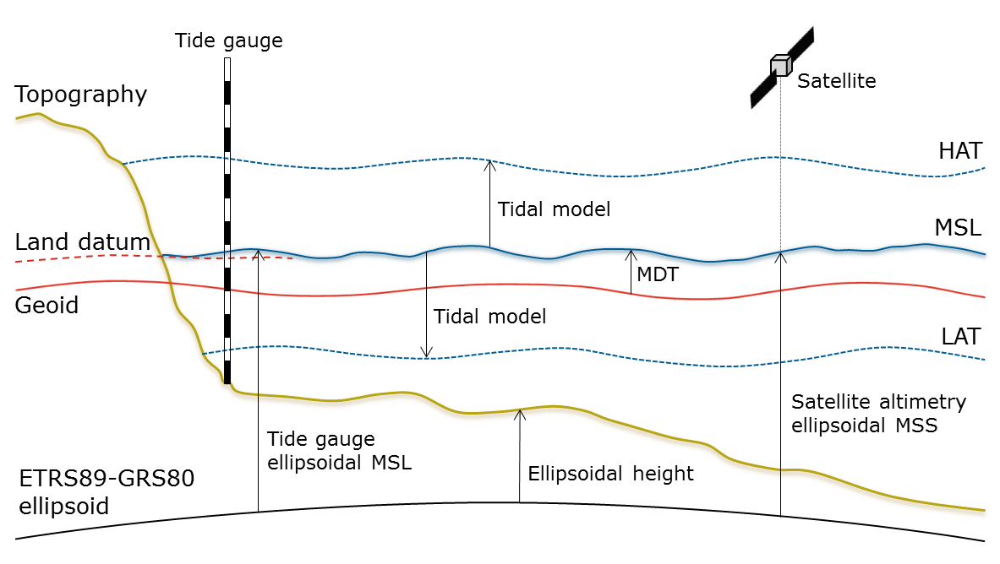 Tide gauge
Satellite
Topography
HAT
Tidal model
MSL
Land datum
MDT
Geoid
Tidal model
LAT
Satellite altimetry
ellipsoidal MSS
Tide gauge
ellipsoidal MSL
Ellipsoidal height
ETRS89-GRS80
ellipsoid